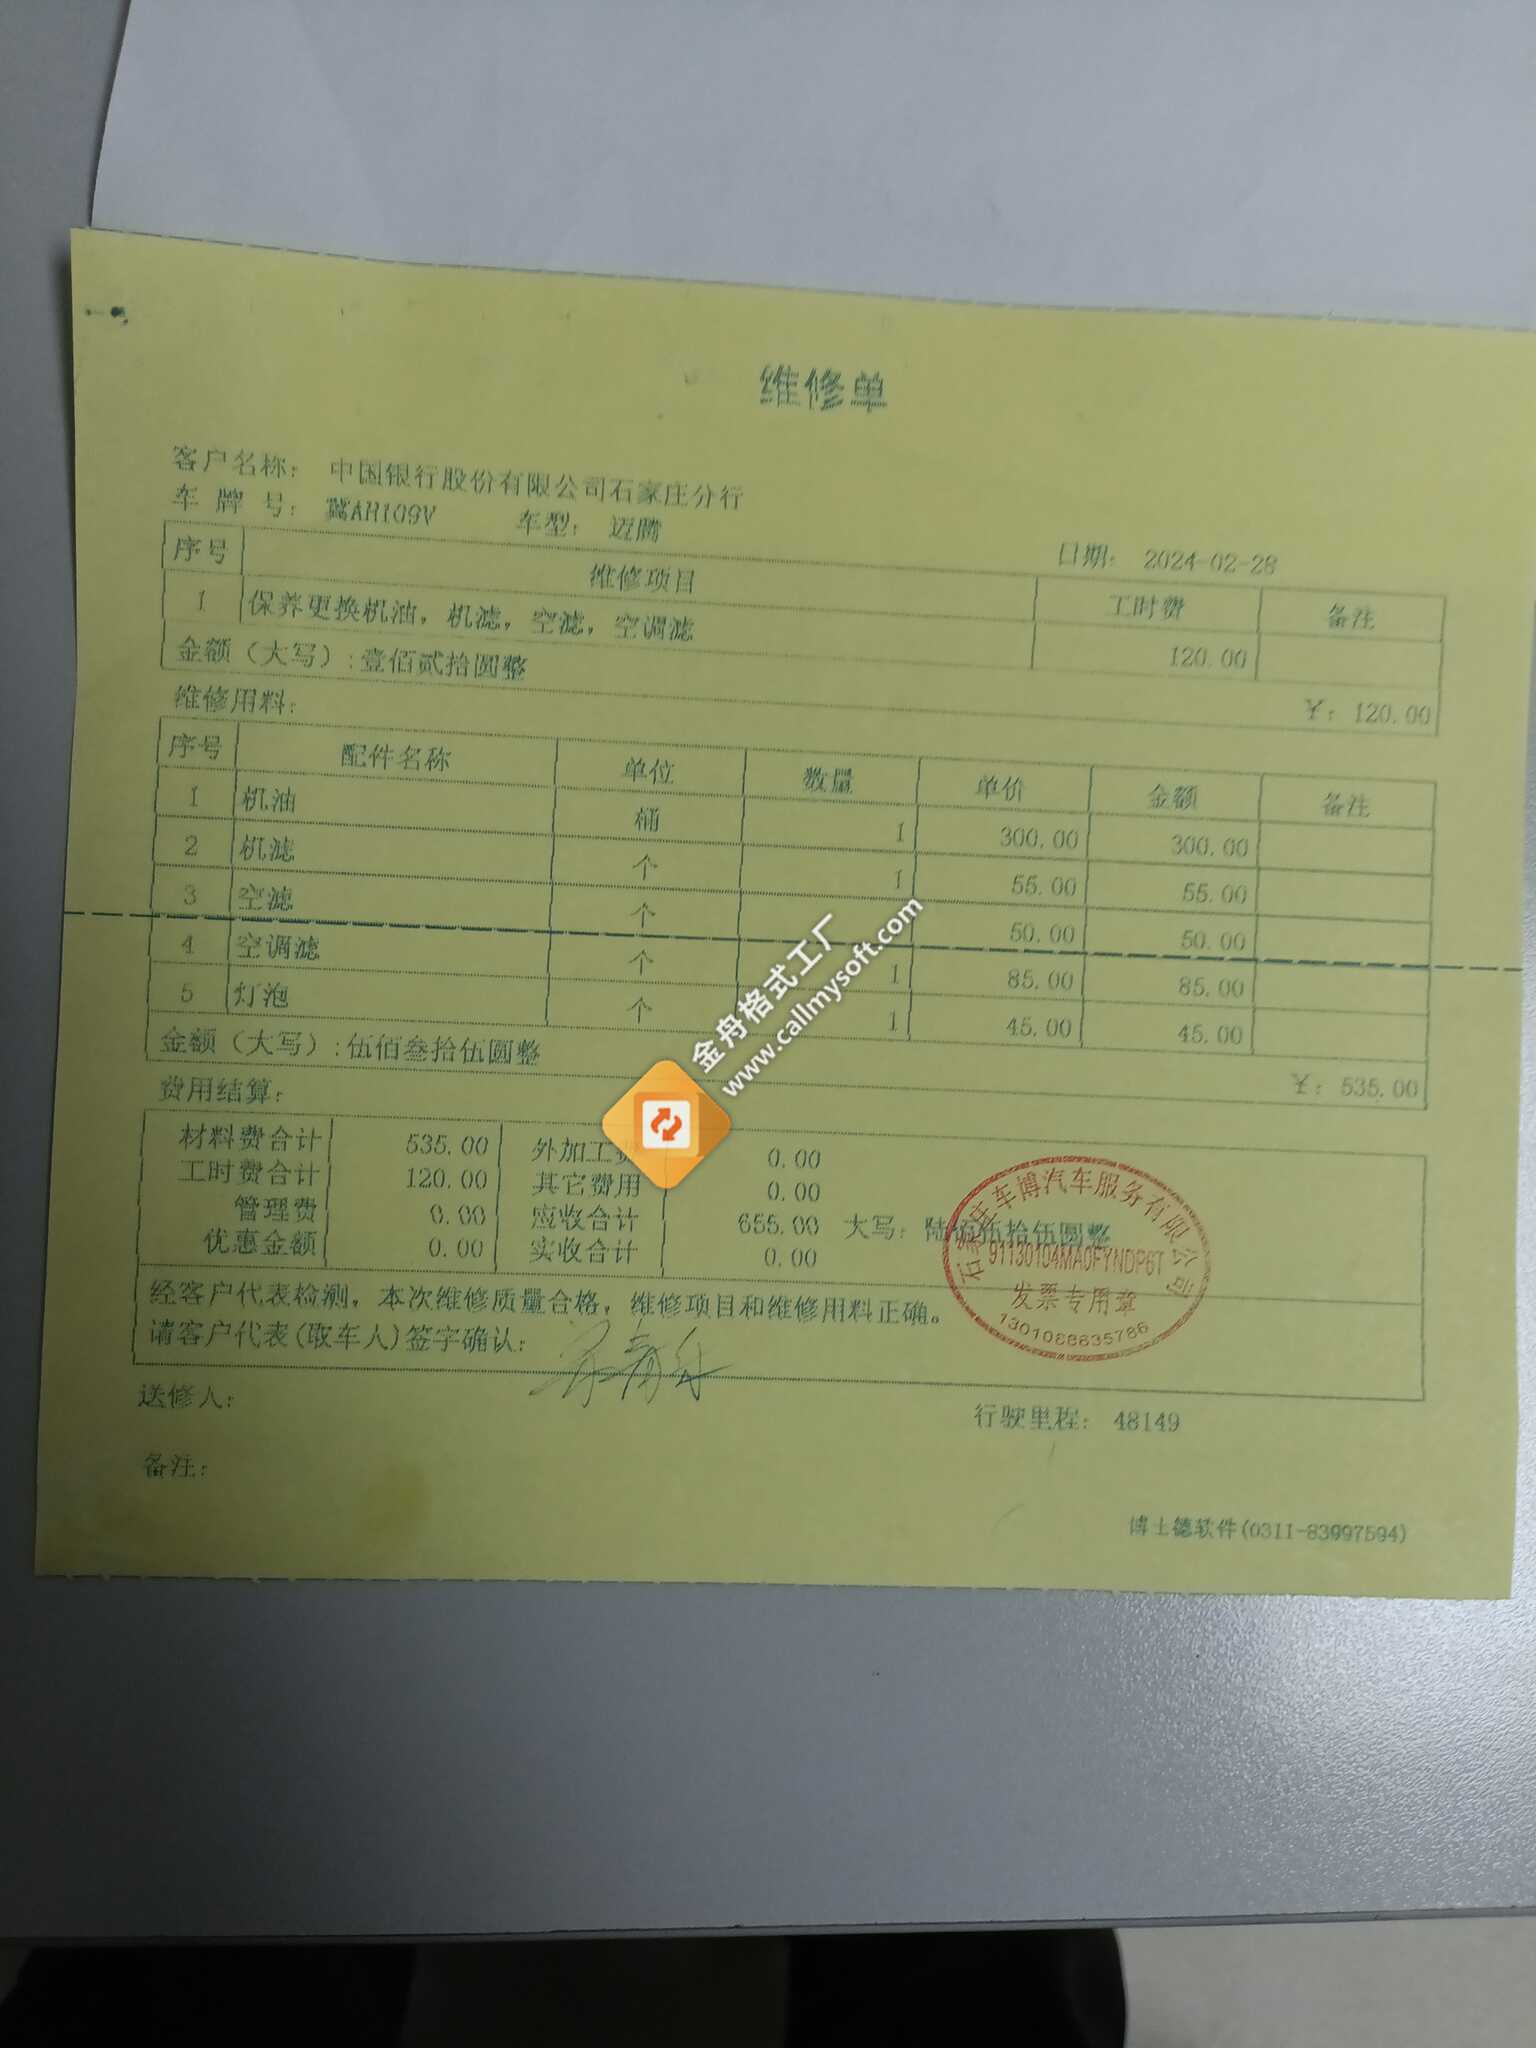 维修单
客户名称： 中国银行股份有限公司石家庄分行
车 牌 号： 冀AH109V 车型： 迈腾 日期： 2024-02-28
序号 维修项目 工时费 备注
1 保养更换机油，机滤，空滤，空调滤 120.00
金额（大写）:壹佰贰拾圆整 ￥：120.00
维修用料：
序号 配件名称 单位 数量 单价 金额 备注
1 机油 桶 1 300.00 300.00
2 机滤 个 1 55.00 55.00
3 空滤 个 50.00 50.00
4 空调滤 个 1 85.00 85.00
5 灯泡 个 1 45.00 45.00
金额（大写）:伍佰叁拾伍圆整 ￥：535.00
费用结算：
材料费合计 535.00 外加工费 0.00
工时费合计 120.00 其它费用 0.00
管理费 0.00 应收合计 655.00 大写：陆佰伍拾伍圆整
优惠金额 0.00 实收合计 0.00
经客户代表检测，本次维修质量合格，维修项目和维修用料正确。
请客户代表(取车人)签字确认：
送修人： 行驶里程： 48149
备注：
博士德软件(0311-83997594)
石家庄车博汽车服务有限公司
91130104MA0FYNDP6T
发票专用章
1301088635786
金舟格式工厂
www.callmysoft.com